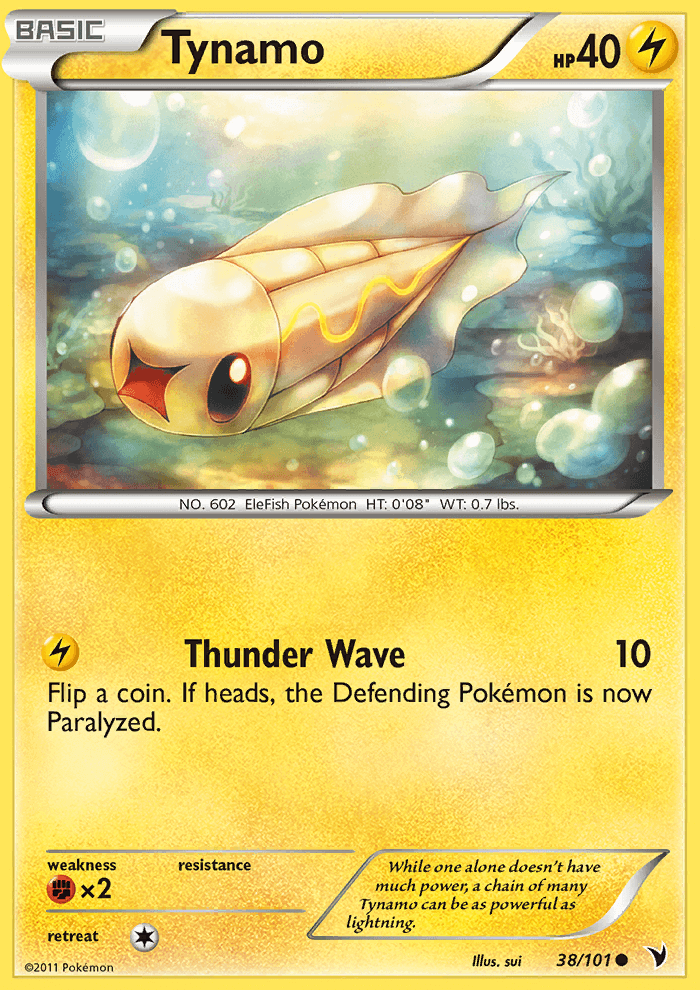 BASIC
Tynamo
HP40
NO. 602 EleFish Pokémon HT: 0'08" WT: 0.7 lbs.
Thunder Wave 10
Flip a coin. If heads, the Defending Pokémon is now
Paralyzed.
weakness resistance
×2
While one alone doesn't have
much power, a chain of many
Tynamo can be as powerful as
lightning.
retreat
Illus. sui 38/101
©2011 Pokémon